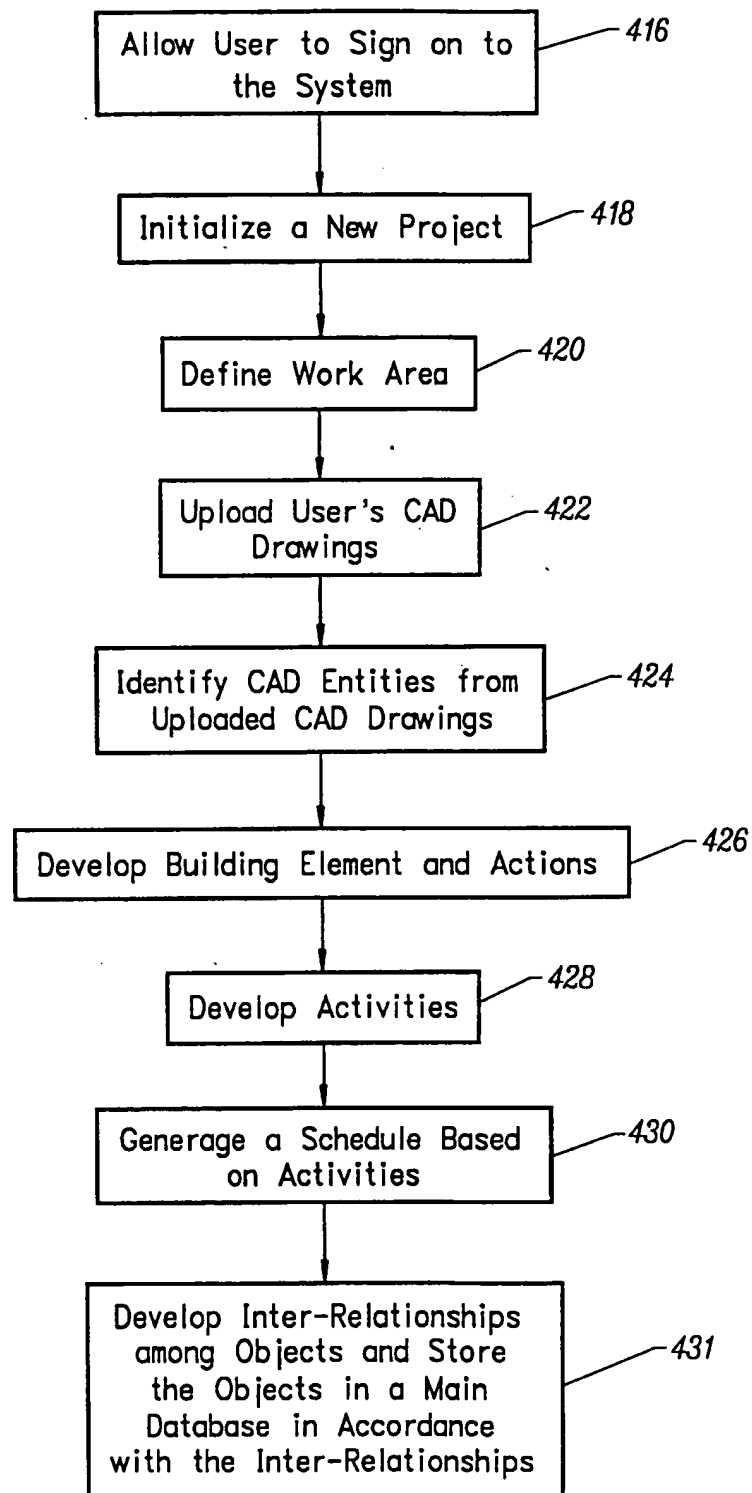 Allow User to Sign on to
the System
416
Initialize a New Project
418
Define Work Area
420
Upload User's CAD
Drawings
422
Identify CAD Entities from
Uploaded CAD Drawings
424
Develop Building Element and Actions
426
Develop Activities
428
Generage a Schedule Based
on Activities
430
Develop Inter-Relationships
among Objects and Store
the Objects in a Main
Database in Accordance
with the Inter-Relationships
431